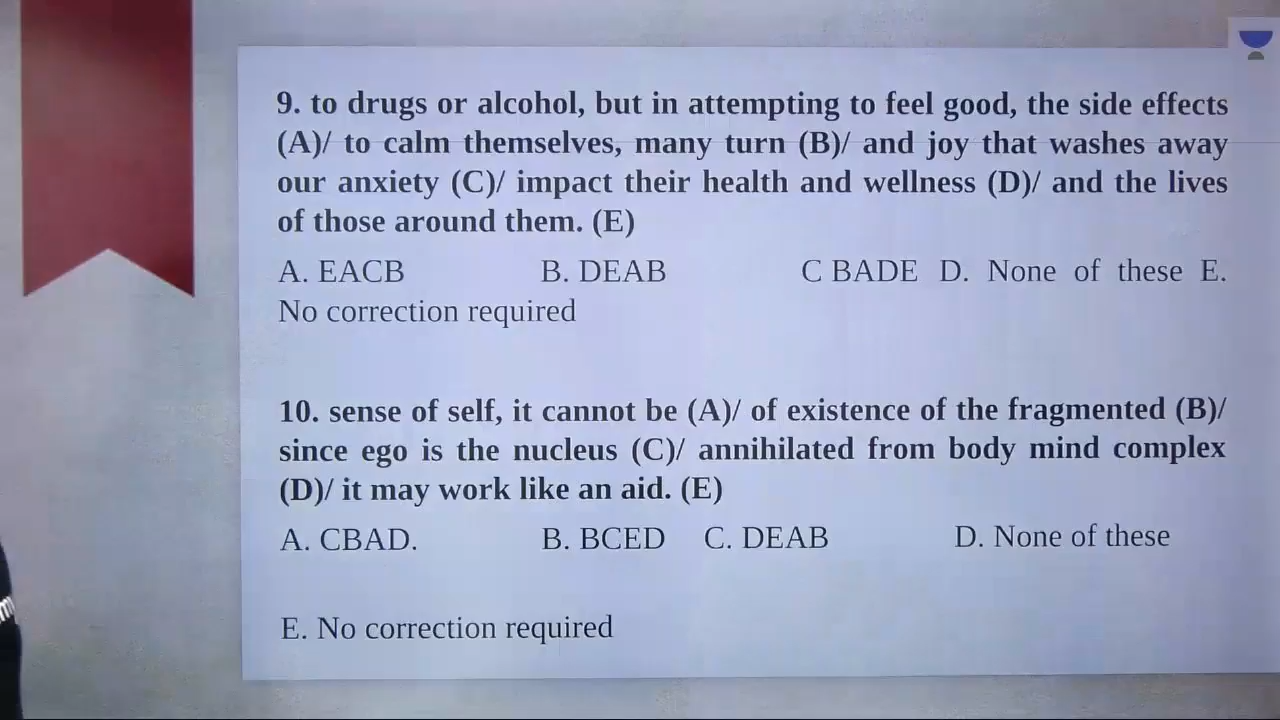 9. to drugs or alcohol, but in attempting to feel good, the side effects
(A)/ to calm themselves, many turn (B)/ and joy that washes away
our anxiety (C)/ impact their health and wellness (D)/ and the lives
of those around them. (E)
A. EACB B. DEAB C BADE D. None of these E.
No correction required
10. sense of self, it cannot be (A)/ of existence of the fragmented (B)/
since ego is the nucleus (C)/ annihilated from body mind complex
(D)/ it may work like an aid. (E)
A. CBAD. B. BCED C. DEAB D. None of these
E. No correction required